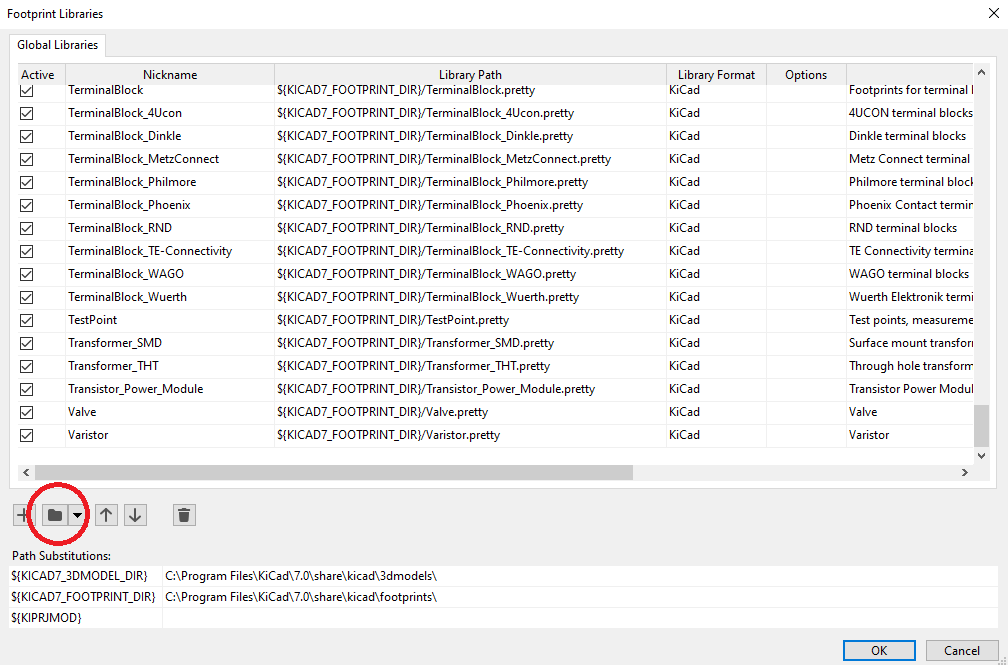 Footprint Libraries
Global Libraries
Active Nickname Library Path Library Format Options
TerminalBlock ${KICAD7_FOOTPRINT_DIR}/TerminalBlock.pretty KiCad Footprints for terminal
TerminalBlock_4Ucon ${KICAD7_FOOTPRINT_DIR}/TerminalBlock_4Ucon.pretty KiCad 4UCON terminal blocks
TerminalBlock_Dinkle ${KICAD7_FOOTPRINT_DIR}/TerminalBlock_Dinkle.pretty KiCad Dinkle terminal blocks
TerminalBlock_MetzConnect ${KICAD7_FOOTPRINT_DIR}/TerminalBlock_MetzConnect.pretty KiCad Metz Connect terminal
TerminalBlock_Philmore ${KICAD7_FOOTPRINT_DIR}/TerminalBlock_Philmore.pretty KiCad Philmore terminal block
TerminalBlock_Phoenix ${KICAD7_FOOTPRINT_DIR}/TerminalBlock_Phoenix.pretty KiCad Phoenix Contact termin
TerminalBlock_RND ${KICAD7_FOOTPRINT_DIR}/TerminalBlock_RND.pretty KiCad RND terminal blocks
TerminalBlock_TE-Connectivity ${KICAD7_FOOTPRINT_DIR}/TerminalBlock_TE-Connectivity.pretty KiCad TE Connectivity termina
TerminalBlock_WAGO ${KICAD7_FOOTPRINT_DIR}/TerminalBlock_WAGO.pretty KiCad WAGO terminal blocks
TerminalBlock_Wuerth ${KICAD7_FOOTPRINT_DIR}/TerminalBlock_Wuerth.pretty KiCad Wuerth Elektronik termi
TestPoint ${KICAD7_FOOTPRINT_DIR}/TestPoint.pretty KiCad Test points, measureme
Transformer_SMD ${KICAD7_FOOTPRINT_DIR}/Transformer_SMD.pretty KiCad Surface mount transforr
Transformer_THT ${KICAD7_FOOTPRINT_DIR}/Transformer_THT.pretty KiCad Through hole transform
Transistor_Power_Module ${KICAD7_FOOTPRINT_DIR}/Transistor_Power_Module.pretty KiCad Transistor Power Modul
Valve ${KICAD7_FOOTPRINT_DIR}/Valve.pretty KiCad Valve
Varistor ${KICAD7_FOOTPRINT_DIR}/Varistor.pretty KiCad Varistor
Path Substitutions:
${KICAD7_3DMODEL_DIR} C:\Program Files\KiCad\7.0\share\kicad\3dmodels\
${KICAD7_FOOTPRINT_DIR} C:\Program Files\KiCad\7.0\share\kicad\footprints\
${KIPRJMOD}
OK Cancel